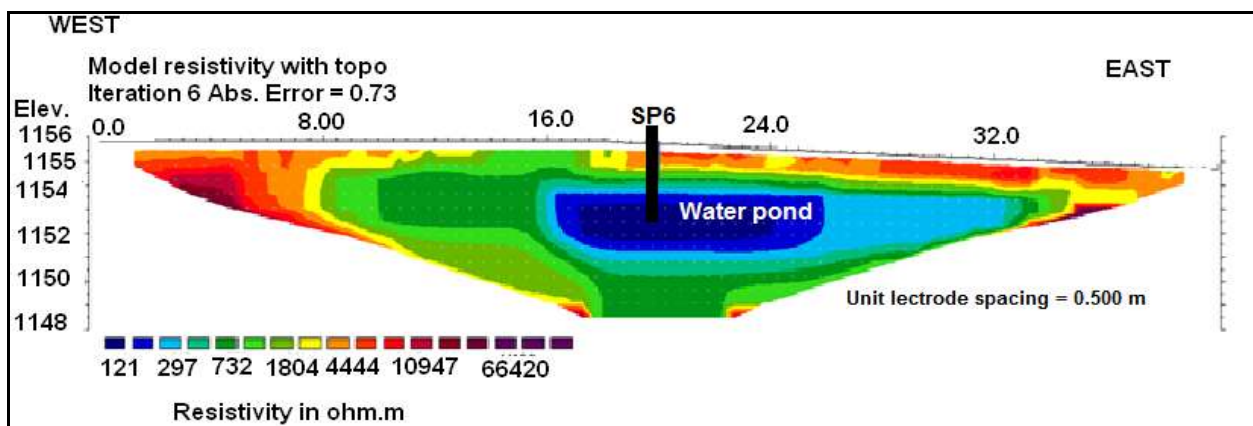 WEST
EAST
Model resistivity with topo
Iteration 6 Abs. Error = 0.73
Elev.
0.0 8.00 16.0 SP6 24.0 32.0
1156
1155
1154
1152
1150
1148
Water pond
Unit lectrode spacing = 0.500 m
121 297 732 1804 4444 10947 66420
Resistivity in ohm.m